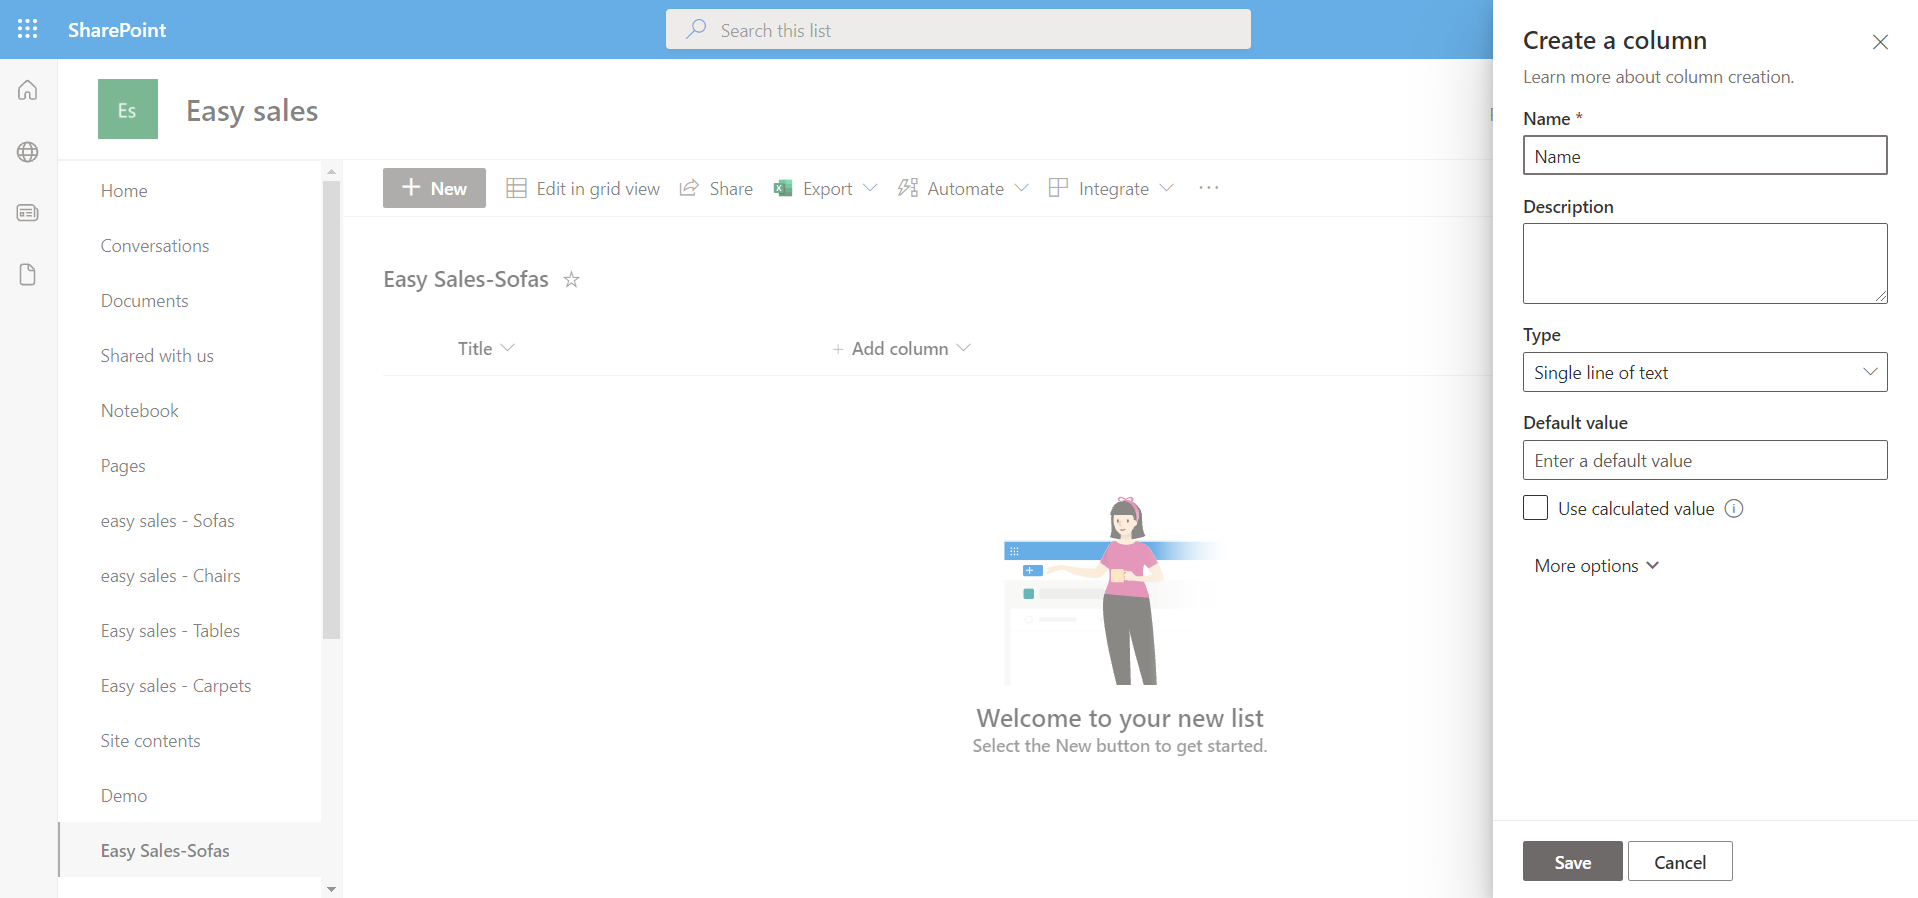 SharePoint
Search this list
Es
Easy sales
Home
Conversations
Documents
Shared with us
Notebook
Pages
easy sales - Sofas
easy sales - Chairs
Easy sales - Tables
Easy sales - Carpets
Site contents
Demo
Easy Sales-Sofas
+ New
Edit in grid view
Share
Export
Automate
Integrate
...
Easy Sales-Sofas
Title
+ Add column
Welcome to your new list
Select the New button to get started.
Create a column
Learn more about column creation.
Name *
Name
Description
Type
Single line of text
Default value
Enter a default value
Use calculated value
More options
Save
Cancel